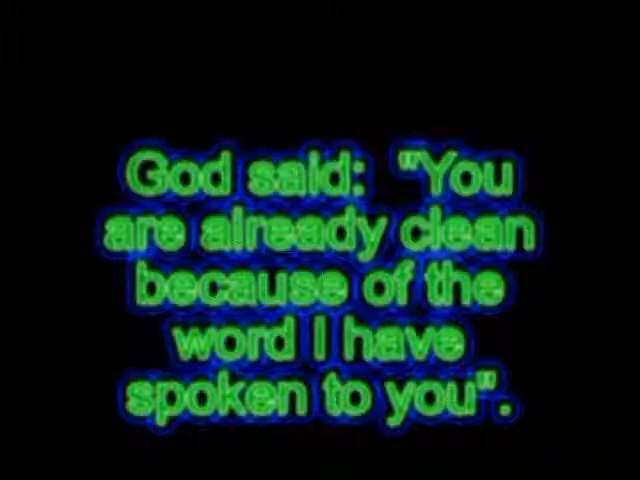 God said:  "You
are already clean
because of the
word I have
spoken to you".